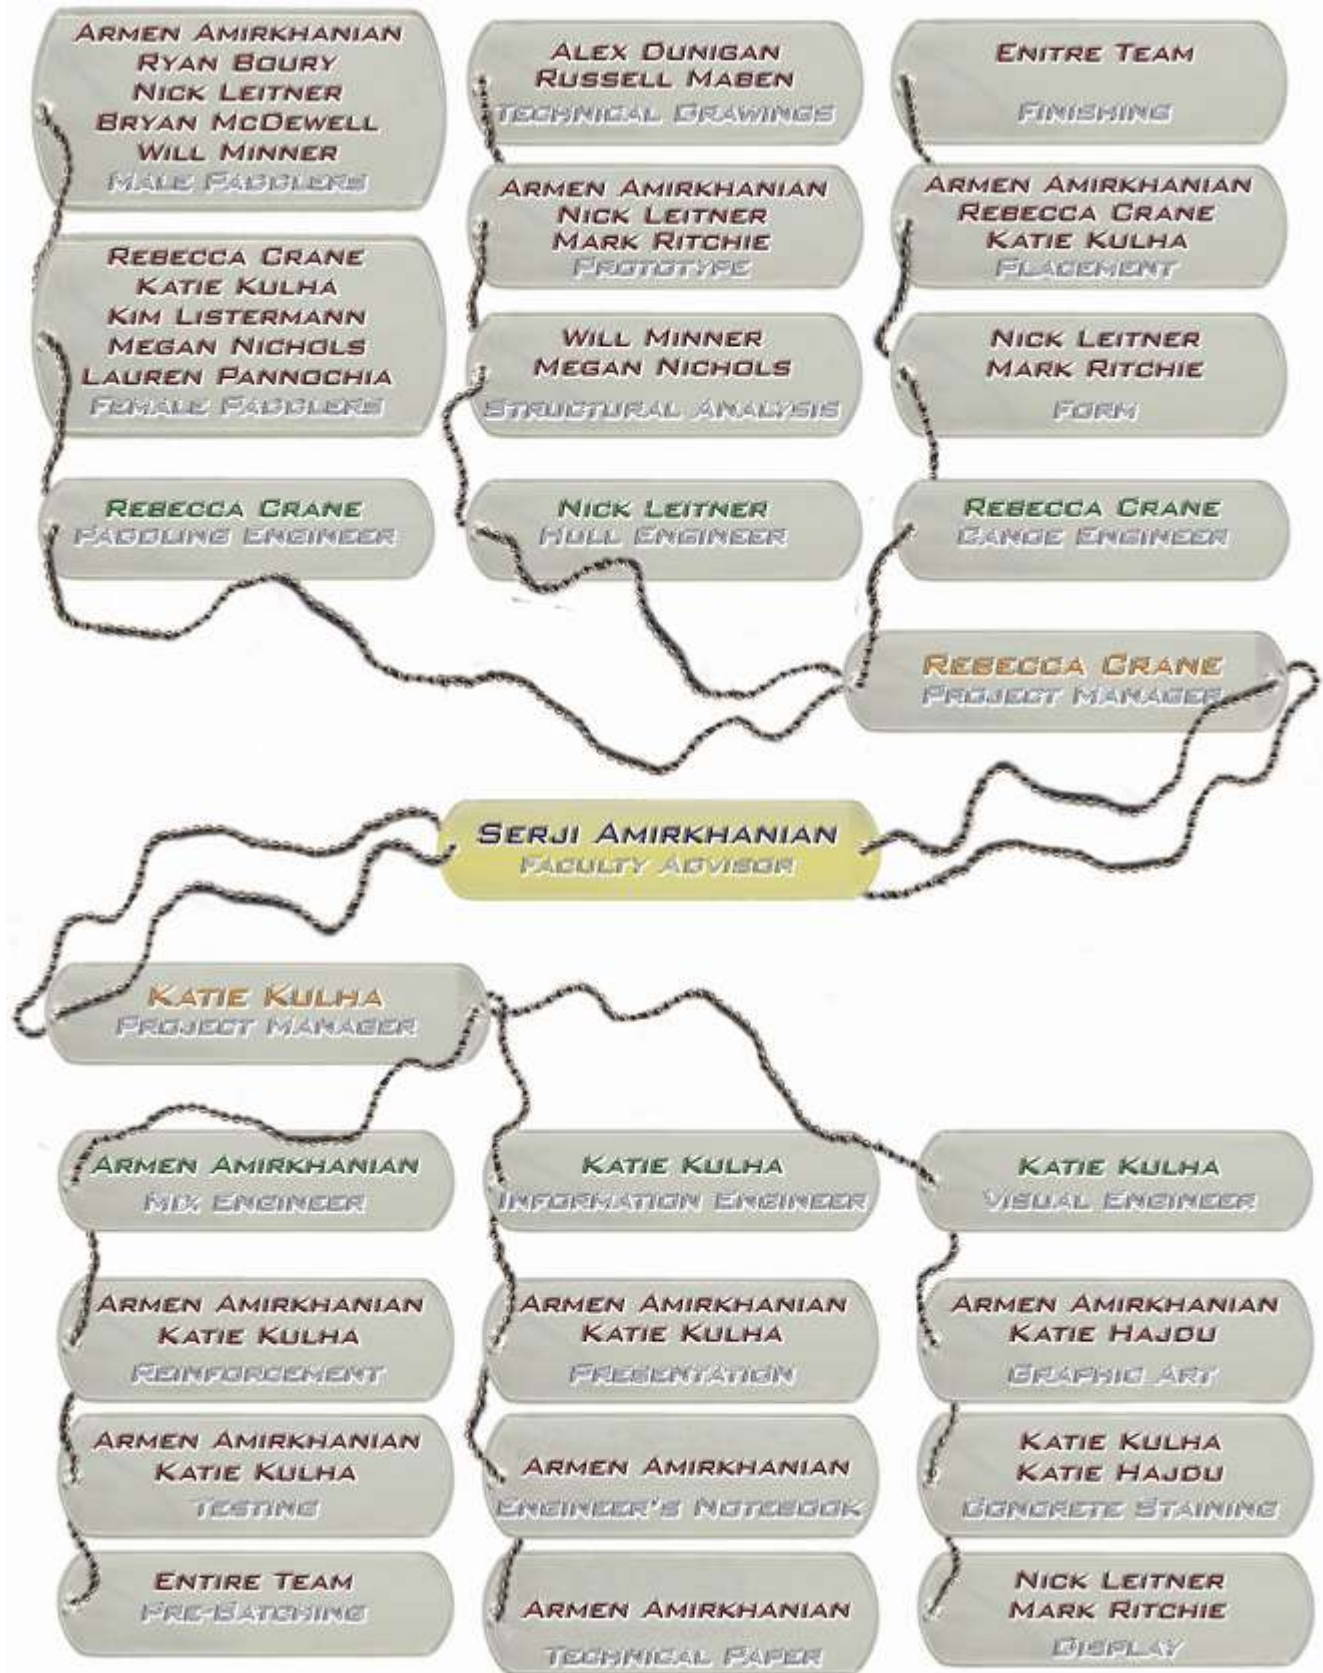 ARMEN AMIRKHANIAN
RYAN BOURY
NICK LEITNER
BRYAN MCDEWELL
WILL MINNER
MALE PADDLERS
REBECCA CRANE
KATIE KULHA
KIM LISTERMANN
MEGAN NICHOLS
LAUREN PANNOCHIA
FEMALE PADDLERS
REBECCA CRANE
PADDLING ENGINEER
ALEX DUNIGAN
RUSSELL MABEN
TECHNICAL DRAWINGS
ARMEN AMIRKHANIAN
NICK LEITNER
MARK RITCHIE
PROTOTYPE
WILL MINNER
MEGAN NICHOLS
STRUCTURAL ANALYSIS
NICK LEITNER
HULL ENGINEER
ENITRE TEAM
FINISHING
ARMEN AMIRKHANIAN
REBECCA CRANE
KATIE KULHA
PLACEMENT
NICK LEITNER
MARK RITCHIE
FORM
REBECCA CRANE
CANOE ENGINEER
REBECCA CRANE
PROJECT MANAGER
SERJI AMIRKHANIAN
FACULTY ADVISOR
KATIE KULHA
PROJECT MANAGER
ARMEN AMIRKHANIAN
MIX ENGINEER
ARMEN AMIRKHANIAN
KATIE KULHA
REINFORCEMENT
ARMEN AMIRKHANIAN
KATIE KULHA
TESTING
ENTIRE TEAM
PRE-BATCHING
KATIE KULHA
INFORMATION ENGINEER
ARMEN AMIRKHANIAN
KATIE KULHA
PRESENTATION
ARMEN AMIRKHANIAN
ENGINEER'S NOTEBOOK
ARMEN AMIRKHANIAN
TECHNICAL PAPER
KATIE KULHA
VISUAL ENGINEER
ARMEN AMIRKHANIAN
KATIE HAJDU
GRAPHIC ART
KATIE KULHA
KATIE HAJDU
CONCRETE STAINING
NICK LEITNER
MARK RITCHIE
DISPLAY